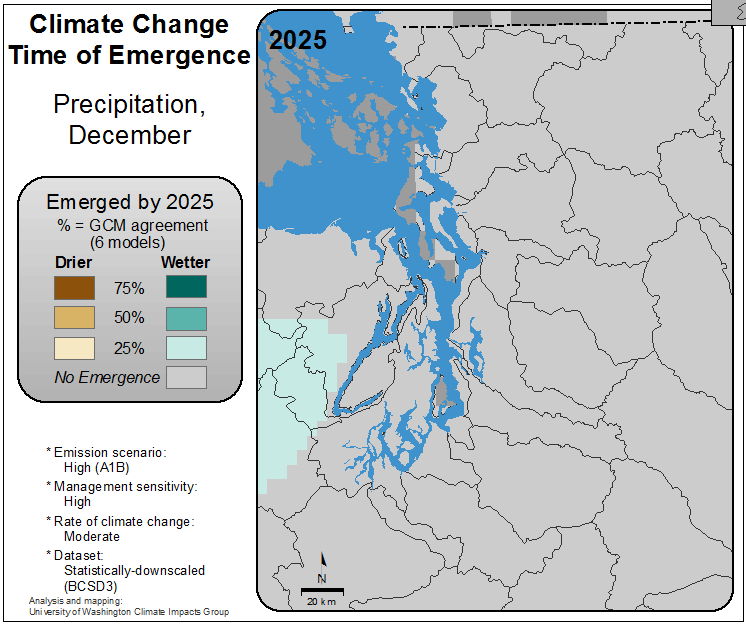 Climate Change
Time of Emergence
Precipitation,
December
Emerged by 2025
% = GCM agreement
(6 models)
Drier Wetter
75%
50%
25%
No Emergence
* Emission scenario:
High (A1B)
* Management sensitivity:
High
* Rate of climate change:
Moderate
* Dataset:
Statistically-downscaled
(BCSD3)
Analysis and mapping:
University of Washington Climate Impacts Group
2025
N
20 km